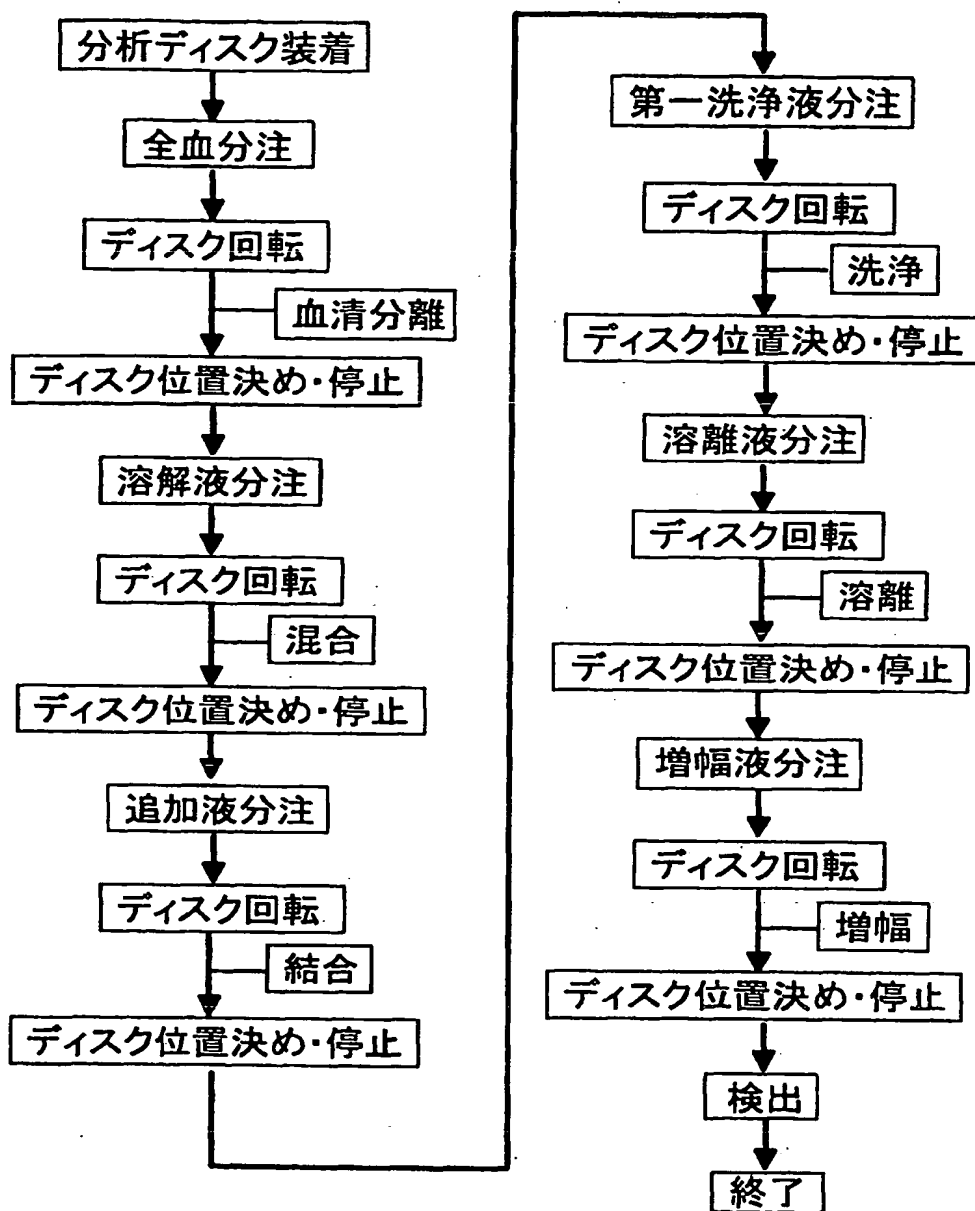 分析ディスク装着
全血分注
ディスク回転
血清分離
ディスク位置決め・停止
溶解液分注
ディスク回転
混合
ディスク位置決め・停止
追加液分注
ディスク回転
結合
ディスク位置決め・停止
第一洗浄液分注
ディスク回転
洗浄
ディスク位置決め・停止
溶離液分注
ディスク回転
溶離
ディスク位置決め・停止
増幅液分注
ディスク回転
増幅
ディスク位置決め・停止
検出
終了